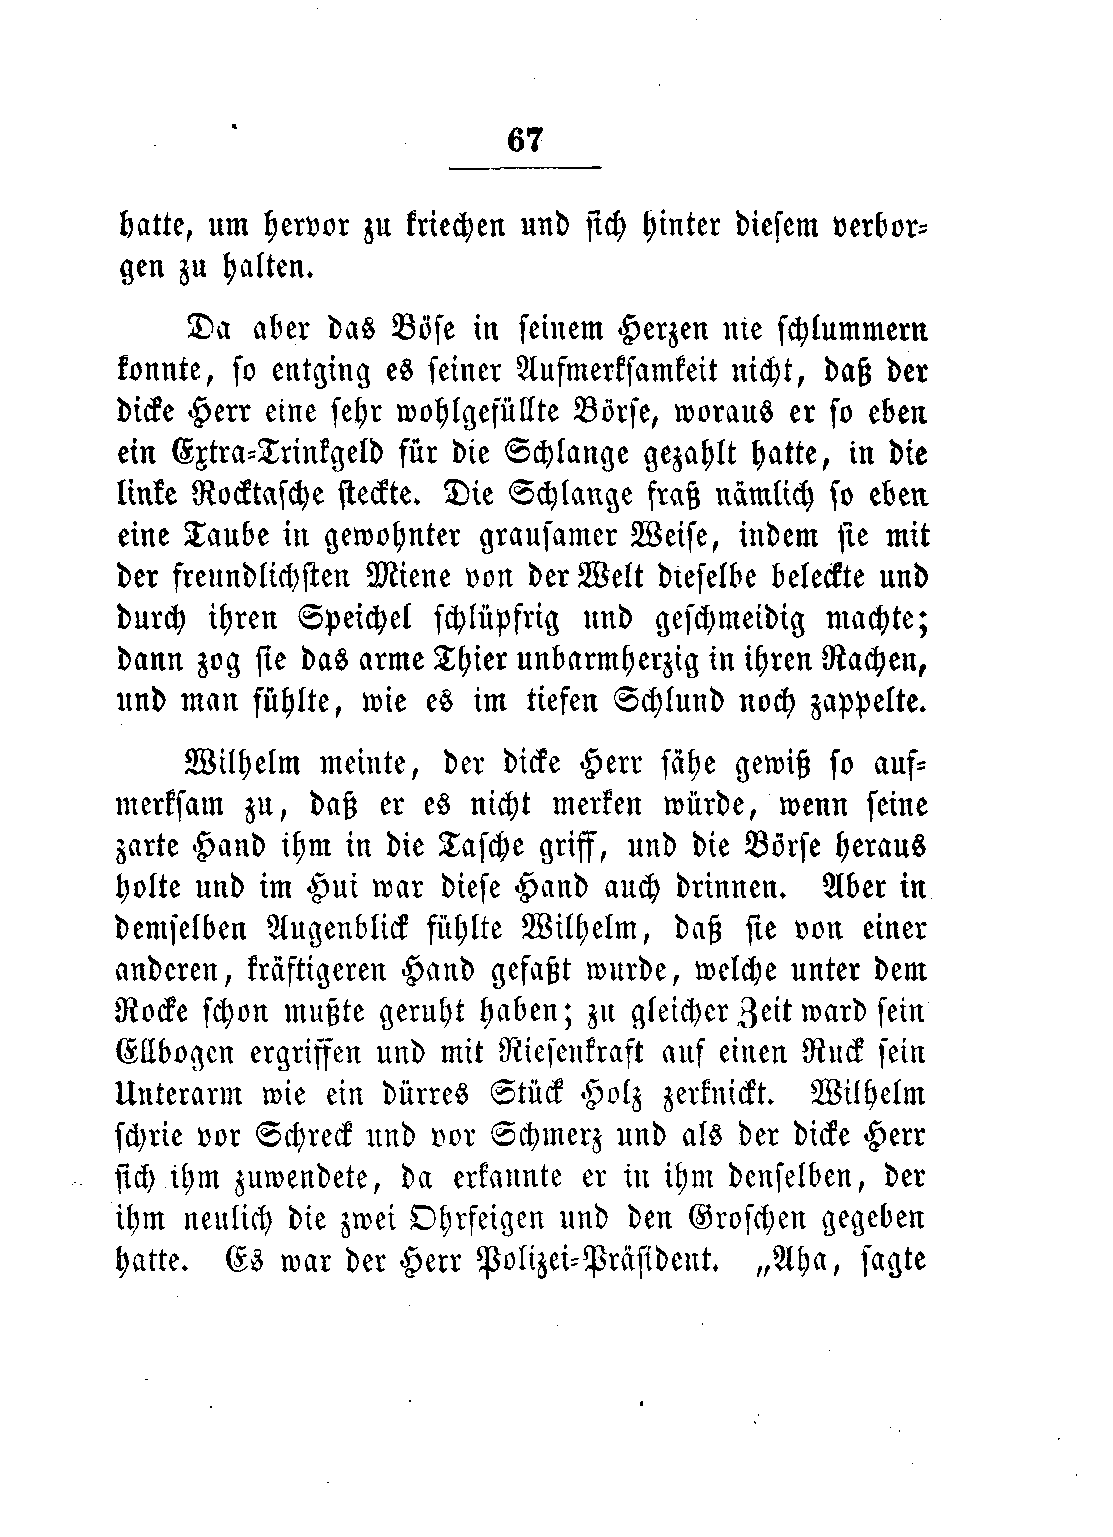 67
hatte, um hervor zu kriechen und sich hinter diesem verbor-
gen zu halten.
Da aber das Böse in seinem Herzen nie schlummern
konnte, so entging es seiner Aufmerksamkeit nicht, daß der
dicke Herr eine sehr wohlgefüllte Börse, woraus er so eben
ein Extra-Trinkgeld für die Schlange gezahlt hatte, in die
linke Rocktasche steckte. Die Schlange fraß nämlich so eben
eine Taube in gewohnter grausamer Weise, indem sie mit
der freundlichsten Miene von der Welt dieselbe beleckte und
durch ihren Speichel schlüpfrig und geschmeidig machte;
dann zog sie das arme Thier unbarmherzig in ihren Rachen,
und man fühlte, wie es im tiefen Schlund noch zappelte.
Wilhelm meinte, der dicke Herr sähe gewiß so auf-
merksam zu, daß er es nicht merken würde, wenn seine
zarte Hand ihm in die Tasche griff, und die Börse heraus
holte und im Hui war diese Hand auch drinnen. Aber in
demselben Augenblick fühlte Wilhelm, daß sie von einer
anderen, kräftigeren Hand gefaßt wurde, welche unter dem
Rocke schon mußte geruht haben; zu gleicher Zeit ward sein
Ellbogen ergriffen und mit Riesenkraft auf einen Ruck sein
Unterarm wie ein dürres Stück Holz zerknickt. Wilhelm
schrie vor Schreck und vor Schmerz und als der dicke Herr
sich ihm zuwendete, da erkannte er in ihm denselben, der
ihm neulich die zwei Ohrfeigen und den Groschen gegeben
hatte. Es war der Herr Polizei-Präsident. „Aha, sagte